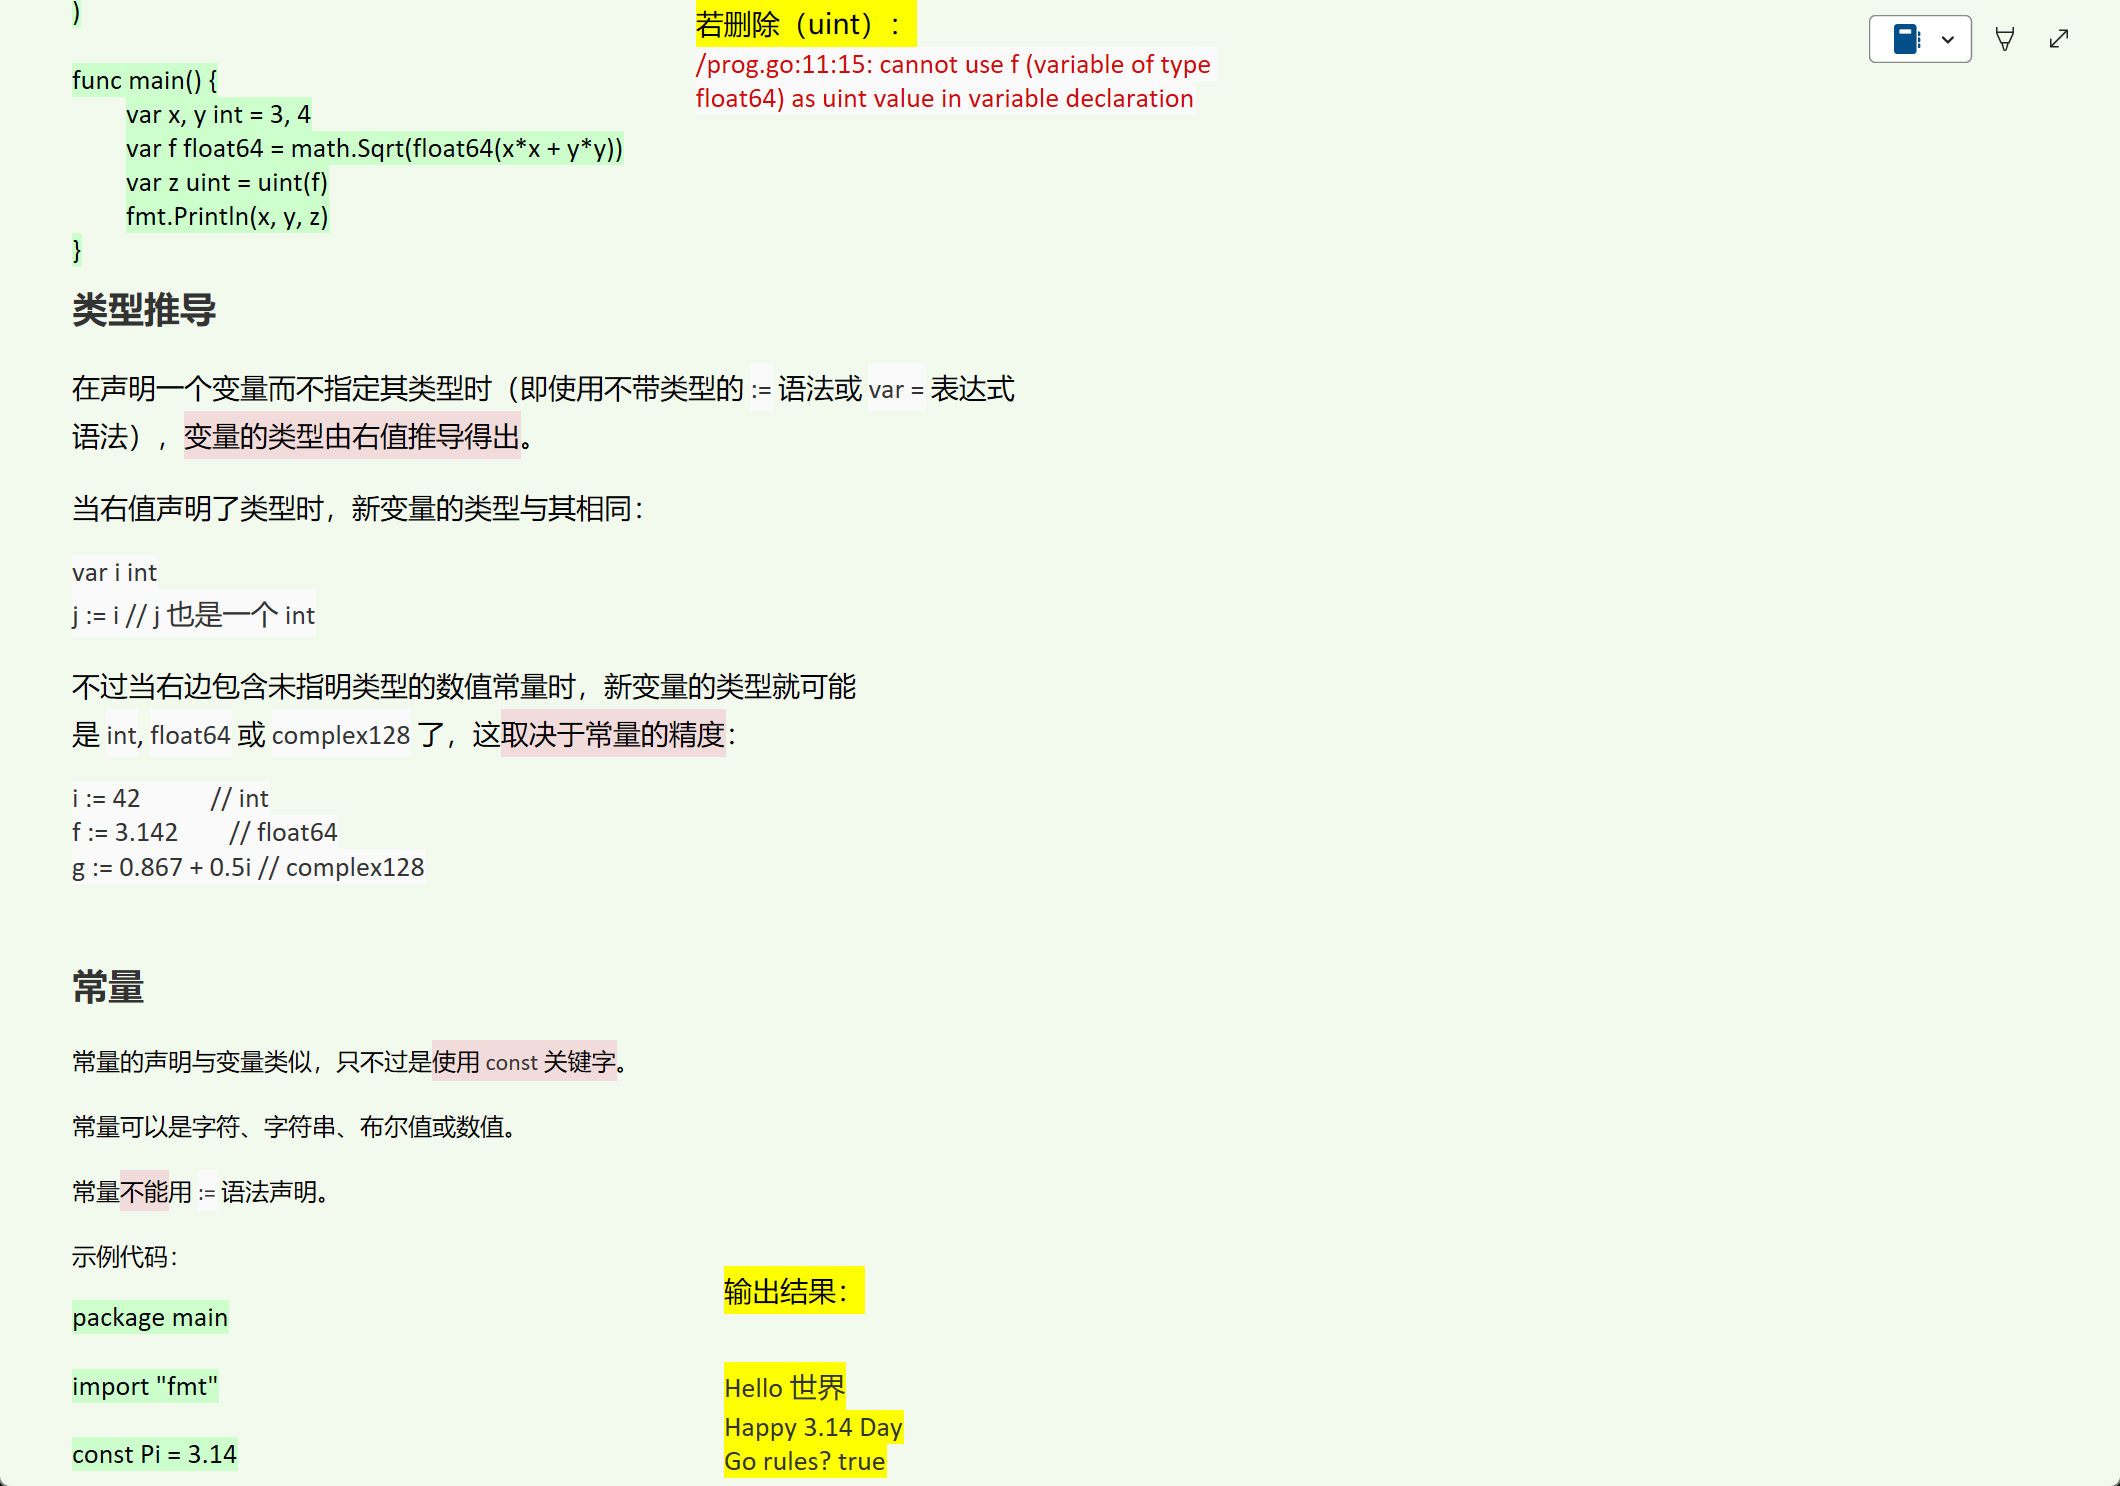 )
func main() {
var x, y int = 3, 4
var f float64 = math.Sqrt(float64(x*x + y*y))
var z uint = uint(f)
fmt.Println(x, y, z)
}
若删除（uint）：
/prog.go:11:15: cannot use f (variable of type
float64) as uint value in variable declaration
类型推导
在声明一个变量而不指定其类型时（即使用不带类型的 := 语法或 var = 表达式
语法），变量的类型由右值推导得出。
当右值声明了类型时，新变量的类型与其相同：
var i int
j := i // j 也是一个 int
不过当右边包含未指明类型的数值常量时，新变量的类型就可能
是 int, float64 或 complex128 了，这取决于常量的精度：
i := 42 // int
f := 3.142 // float64
g := 0.867 + 0.5i // complex128
常量
常量的声明与变量类似，只不过是使用 const 关键字。
常量可以是字符、字符串、布尔值或数值。
常量不能用 := 语法声明。
示例代码：
package main
import "fmt"
const Pi = 3.14
输出结果：
Hello 世界
Happy 3.14 Day
Go rules? true